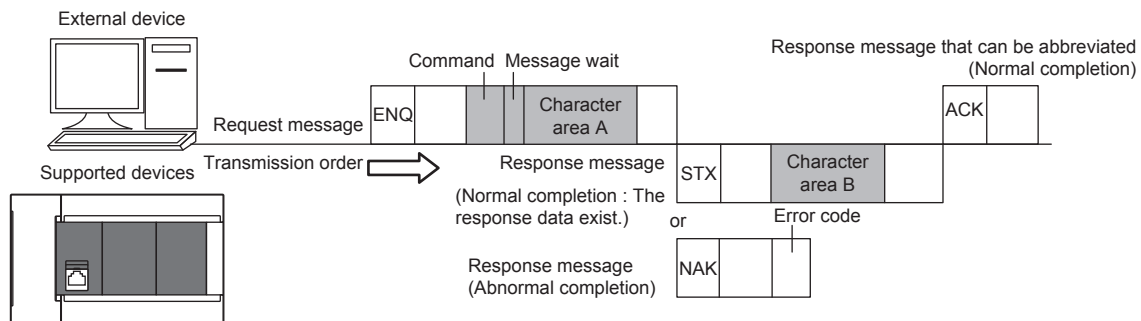 External device
Response message that can be abbreviated
(Normal completion)
Command
Message wait
Request message
ENQ
Character
area A
ACK
Transmission order
Response message
(Normal completion : The
response data exist.)
STX
Character
area B
Supported devices
or
Error code
Response message
(Abnormal completion)
NAK